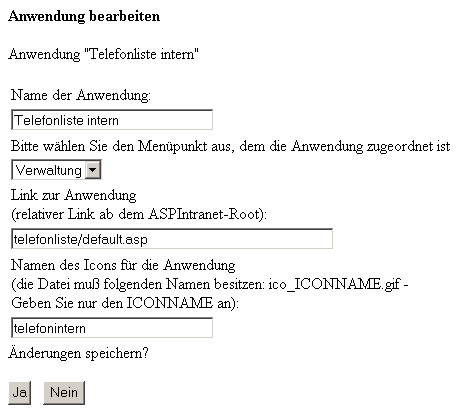 Anwendung bearbeiten
Anwendung "Telefonliste intern"
Name der Anwendung:
Telefonliste intern
Bitte wählen Sie den Menüpunkt aus, dem die Anwendung zugeordnet ist
Verwaltung
Link zur Anwendung
(relativer Link ab dem ASPIntranet-Root):
telefonliste/default.asp
Namen des Icons für die Anwendung
(die Datei muß folgenden Namen besitzen: ico_ICONNAME.gif -
Geben Sie nur den ICONNAME an):
telefonintern
Änderungen speichern?
Ja Nein